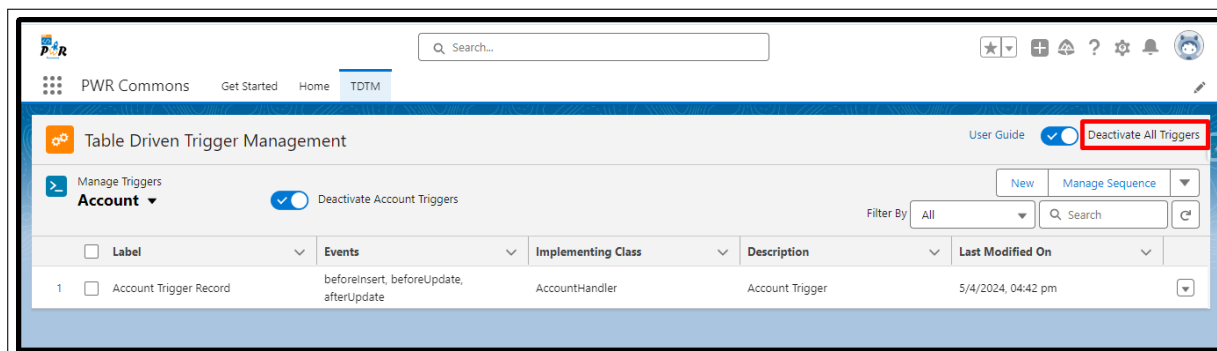 PWR
Search...
PWR Commons Get Started Home TDTM
Table Driven Trigger Management
User Guide Deactivate All Triggers
Manage Triggers
Account
Deactivate Account Triggers
New Manage Sequence
Filter By All Search
Label Events Implementing Class Description Last Modified On
1 Account Trigger Record beforeInsert, beforeUpdate, afterUpdate AccountHandler Account Trigger 5/4/2024, 04:42 pm